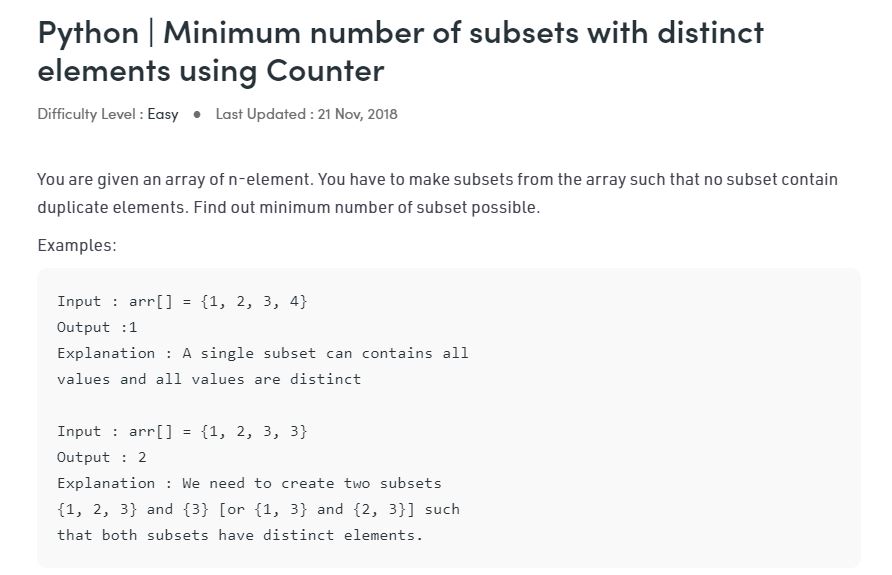 Python | Minimum number of subsets with distinct
elements using Counter
Difficulty Level : Easy ● Last Updated : 21 Nov, 2018
You are given an array of n-element. You have to make subsets from the array such that no subset contain
duplicate elements. Find out minimum number of subset possible.
Examples:
Input : arr[] = {1, 2, 3, 4}
Output :1
Explanation : A single subset can contains all
values and all values are distinct
Input : arr[] = {1, 2, 3, 3}
Output : 2
Explanation : We need to create two subsets
{1, 2, 3} and {3} [or {1, 3} and {2, 3}] such
that both subsets have distinct elements.